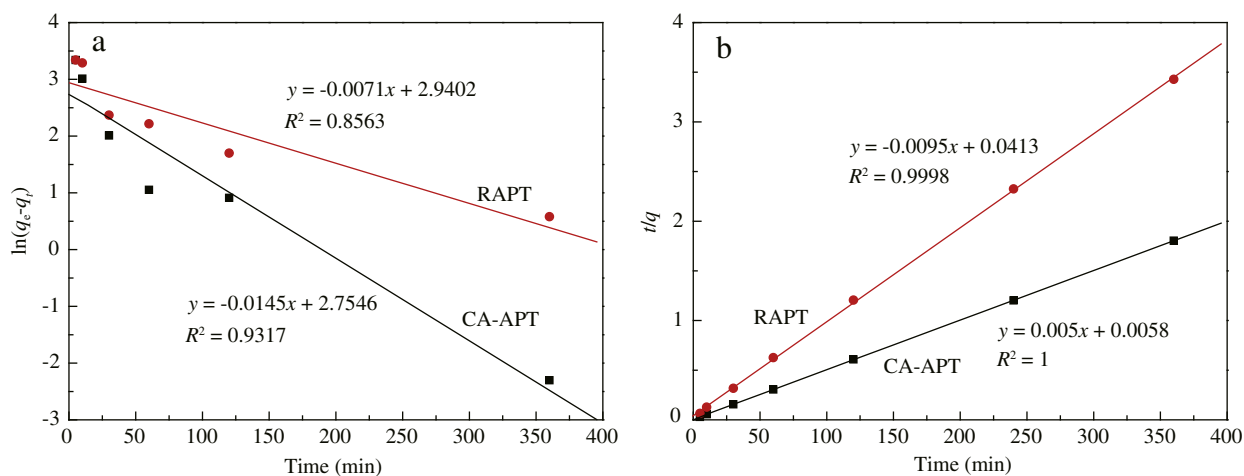 a
4
3
2
1
0
-1
-2
-3
ln(qₑ-qₜ)
y = -0.0071x + 2.9402
R² = 0.8563
RAPT
y = -0.0145x + 2.7546
R² = 0.9317
CA-APT
0 50 100 150 200 250 300 350 400
Time (min)
b
4
3
2
1
0
t/q
y = -0.0095x + 0.0413
R² = 0.9998
RAPT
y = 0.005x + 0.0058
R² = 1
CA-APT
0 50 100 150 200 250 300 350 400
Time (min)